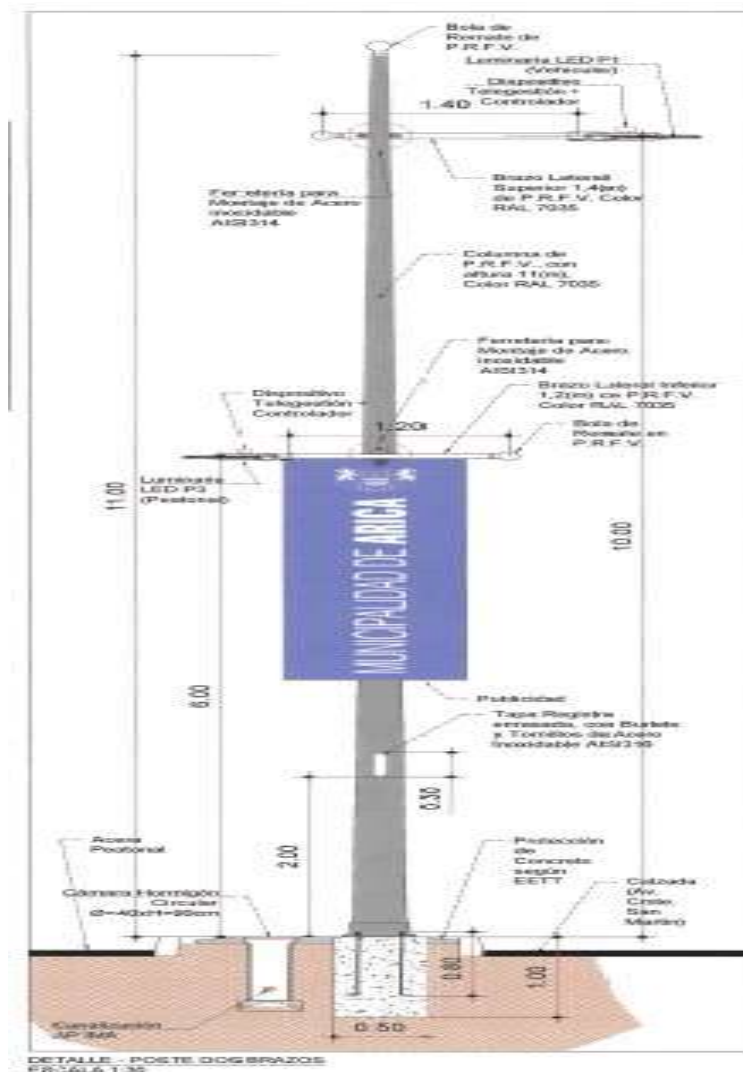 Bola de
Remate de
P.R.F.V.
Luminaria LED P1
(Vehicular)
Dispositivo
Telegestión +
Controlador
1.40
Brazo Lateral
Superior 1,4(m)
de P.R.F.V. Color
RAL 7035
Ferretería para
Montaje de Acero
inoxidable
AISI314
Columna de
P.R.F.V. con
altura 11(m),
Color RAL 7035
Ferretería para
Montaje de Acero
inoxidable
AISI314
Dispositivo
Telegestión
Controlador
Brazo Lateral Inferior
1,2(m) de P.R.F.V.
Color RAL 7035
1.20
Bola de
Remate en
P.R.F.V.
Luminaria
LED P3
(Peatonal)
11.00
10.00
MUNICIPALIDAD DE ARICA
6.00
Publicidad
Tapa Registro
enrasada, con Burlete
y Tornillos de Acero
Inoxidable AISI316
0.30
2.00
Acera
Peatonal
Protección
de
Concreto
según
EETT
Calzada
(Av.
San
Martín)
Cámara Hormigón
Circular
Ø=40xH=90cm
0.80
1.00
Canalización
0.50
DETALLE - POSTE DOS BRAZOS